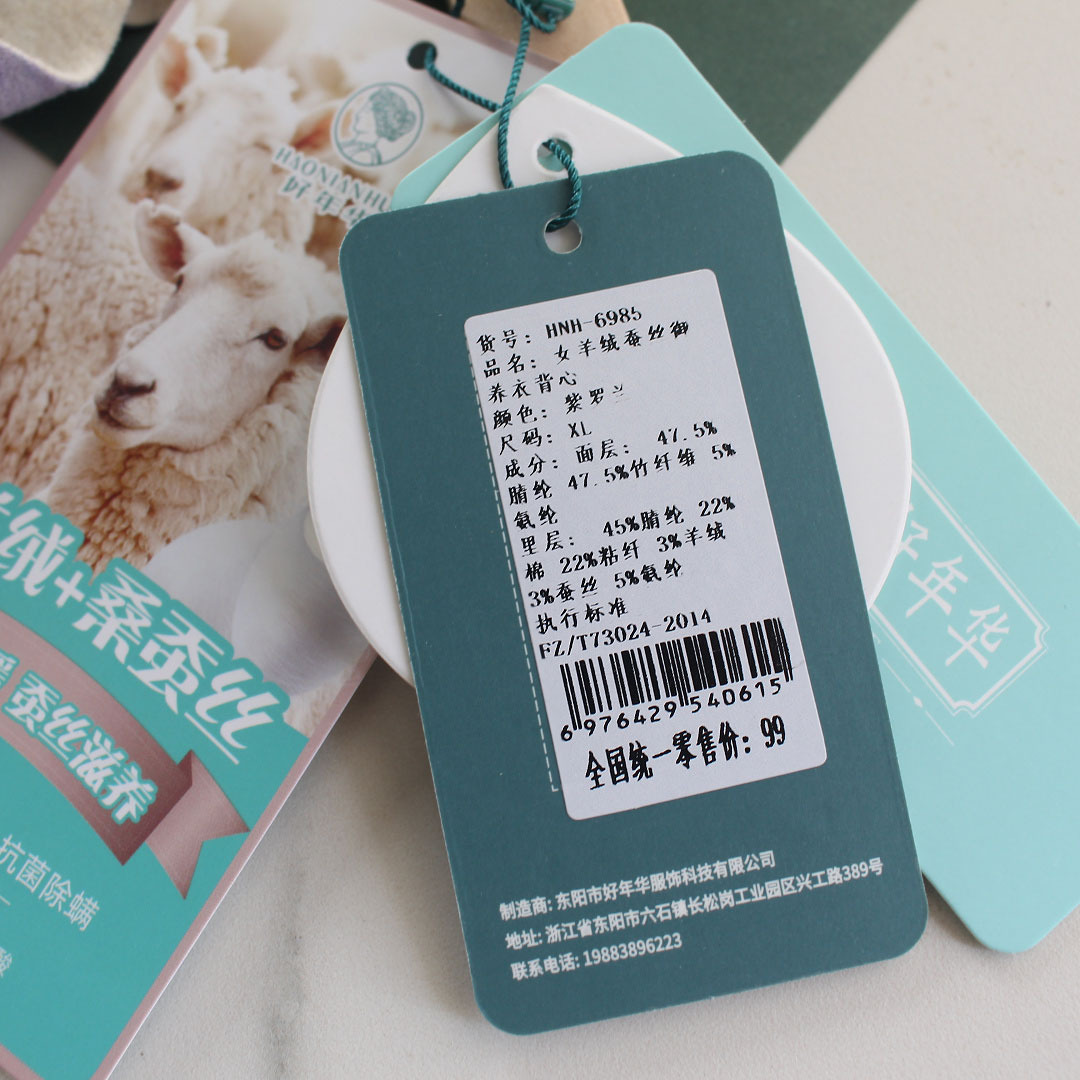 HAONIANHU
好年华
绒+桑蚕丝
蚕丝滋养
抗菌除螨
货号: HNH-6985
品名: 女羊绒蚕丝御
养衣背心
颜色: 紫罗兰
尺码: XL
成分: 面层: 47.5%
腈纶 47.5%竹纤维 5%
氨纶
里层: 45%腈纶 22%
棉 22%粘纤 3%羊绒
3%蚕丝 5%氨纶
执行标准
FZ/T73024-2014
6 976429 540615
全国统一零售价: 99
制造商: 东阳市好年华服饰科技有限公司
地址: 浙江省东阳市六石镇长松岗工业园区兴工路389号
联系电话: 19883896223
好年华